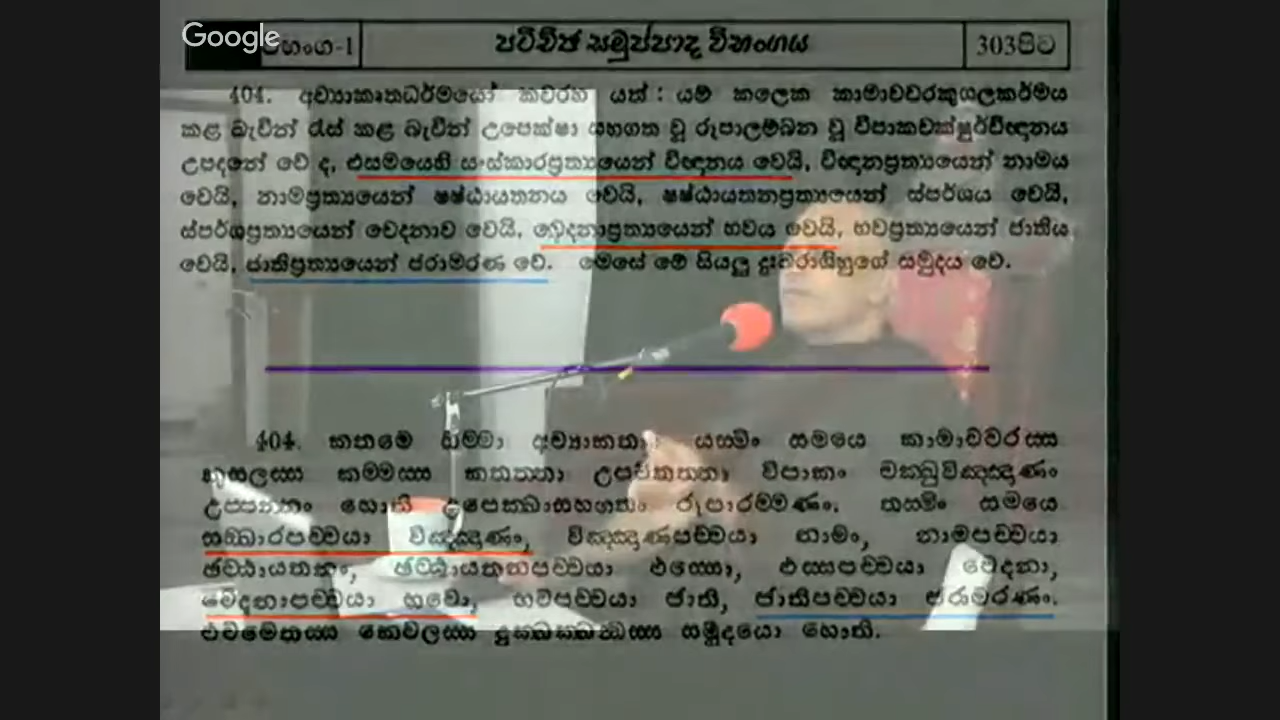 Google
භංග-1 පටිච්ඡ සමුප්පාද විභංගය 303පිට
404. අව්‍යාකෘතධර්මයෝ කවරහ යත්: යම් කලෙක කාමාවචරකුශලකර්මය
කළ බැවින් රැස් කළ බැවින් උපෙක්ෂා සහගත වූ රූපාලම්බන වූ විපාකචක්ෂුර්විඥානය
උපදනේ වේ ද, එසමයෙහි සංස්කාරප්‍රත්‍යයෙන් විඥානය වෙයි, විඥානප්‍රත්‍යයෙන් නාමය
වෙයි, නාමප්‍රත්‍යයෙන් ෂෂ්ඨායතනය වෙයි, ෂෂ්ඨායතනප්‍රත්‍යයෙන් ස්පර්ශය වෙයි,
ස්පර්ශප්‍රත්‍යයෙන් වේදනාව වෙයි, වේදනාප්‍රත්‍යයෙන් භවය වෙයි, භවප්‍රත්‍යයෙන් ජාතිය
වෙයි, ජාතිප්‍රත්‍යයෙන් ජරාමරණ වේ. මෙසේ මේ සියලු දුඃඛරාශිහුගේ සමුදය වේ.
404. කතමෙ ධම්මා අව්‍යාකතා: යස්මිං සමයෙ කාමාවචරස්ස
කුසලස්ස කම්මස්ස කතත්තා උපචිතත්තා විපාකං චක්ඛුවිඤ්ඤාණං
උප්පන්නං හොති උපෙක්ඛාසහගතං රූපාරම්මණං. තස්මිං සමයෙ
සඞ්ඛාරපච්චයා විඤ්ඤාණං, විඤ්ඤාණපච්චයා නාමං, නාමපච්චයා
ඡට්ඨායතනං, ඡට්ඨායතනපච්චයා ඵස්සො, ඵස්සපච්චයා වේදනා,
වේදනාපච්චයා භවො, භවපච්චයා ජාති, ජාතිපච්චයා ජරාමරණං.
එවමෙතස්ස කෙවලස්ස දුක්ඛක්ඛන්ධස්ස සමුදයො හොති.